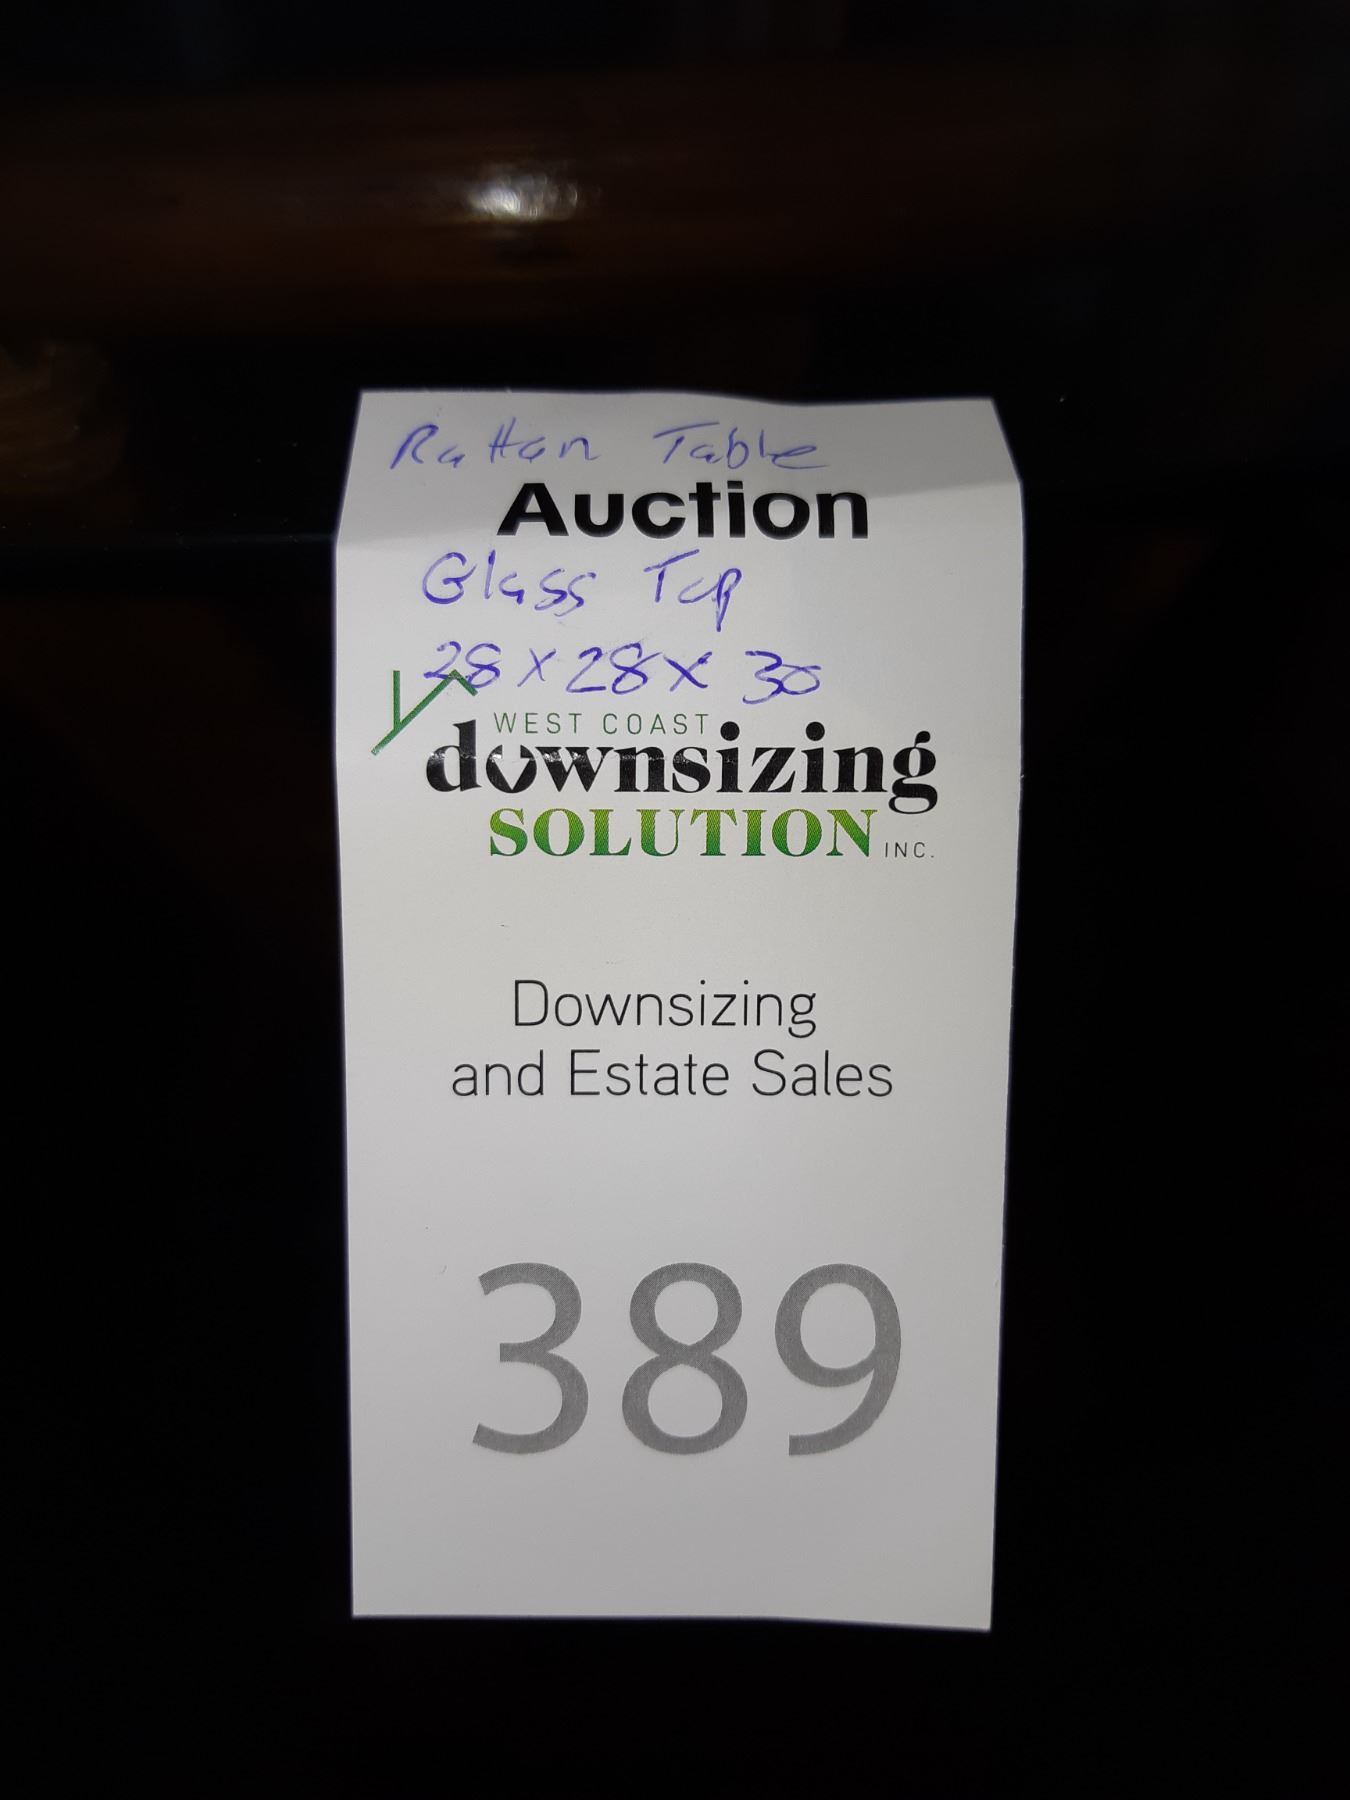 Rattan Table
Auction
Glass Top
28 x 28 x 30
WEST COAST
downsizing
SOLUTION INC.
Downsizing
and Estate Sales
389